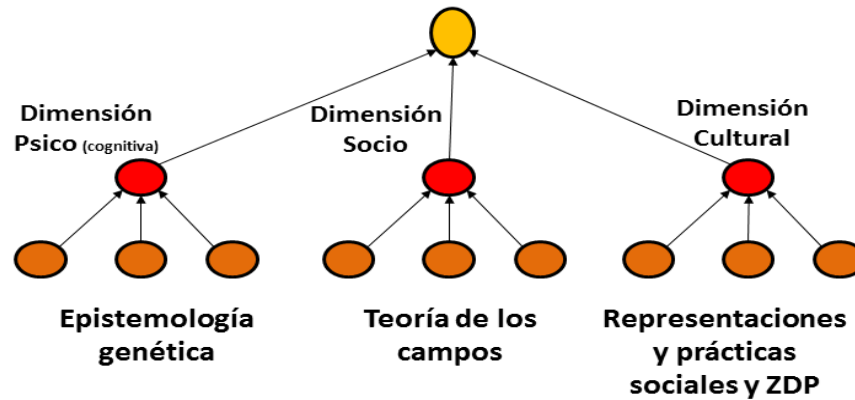 Dimensión
Psico (cognitiva)
Dimensión
Socio
Dimensión
Cultural
Epistemología
genética
Teoría de los
campos
Representaciones
y prácticas
sociales y ZDP